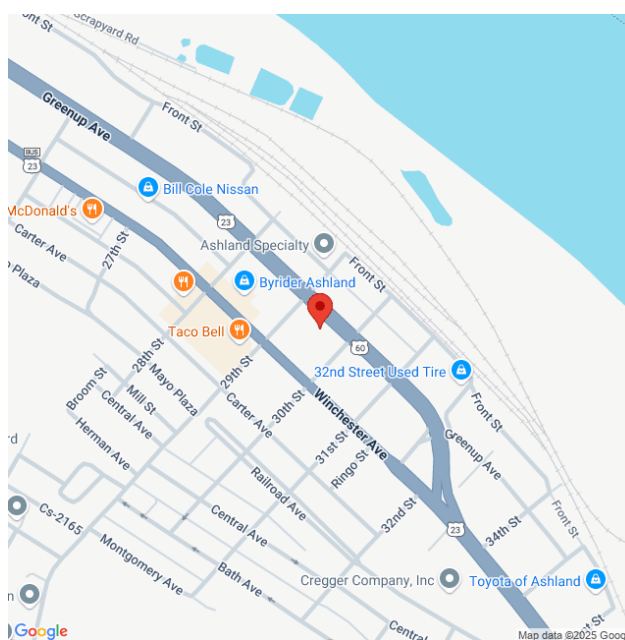 Scrapyard Rd
Front St
Greenup Ave
BUS
23
Bill Cole Nissan
McDonald's
23
27th St
Carter Ave
Ashland Specialty
Front St
Byrider Ashland
Taco Bell
60
28th St
29th St
32nd Street Used Tire
Mayo Plaza
Broom St
Mill St
Central Ave
Carter Ave
30th St
Winchester Ave
Front St
Herman Ave
31st St
Ringo St
Greenup Ave
Railroad Ave
Cs-2165
Central Ave
32nd St
23
34th St
Front St
Montgomery Ave
Bath Ave
Cregger Company, Inc
Toyota of Ashland
Central
Google
Map data ©2025 Goo